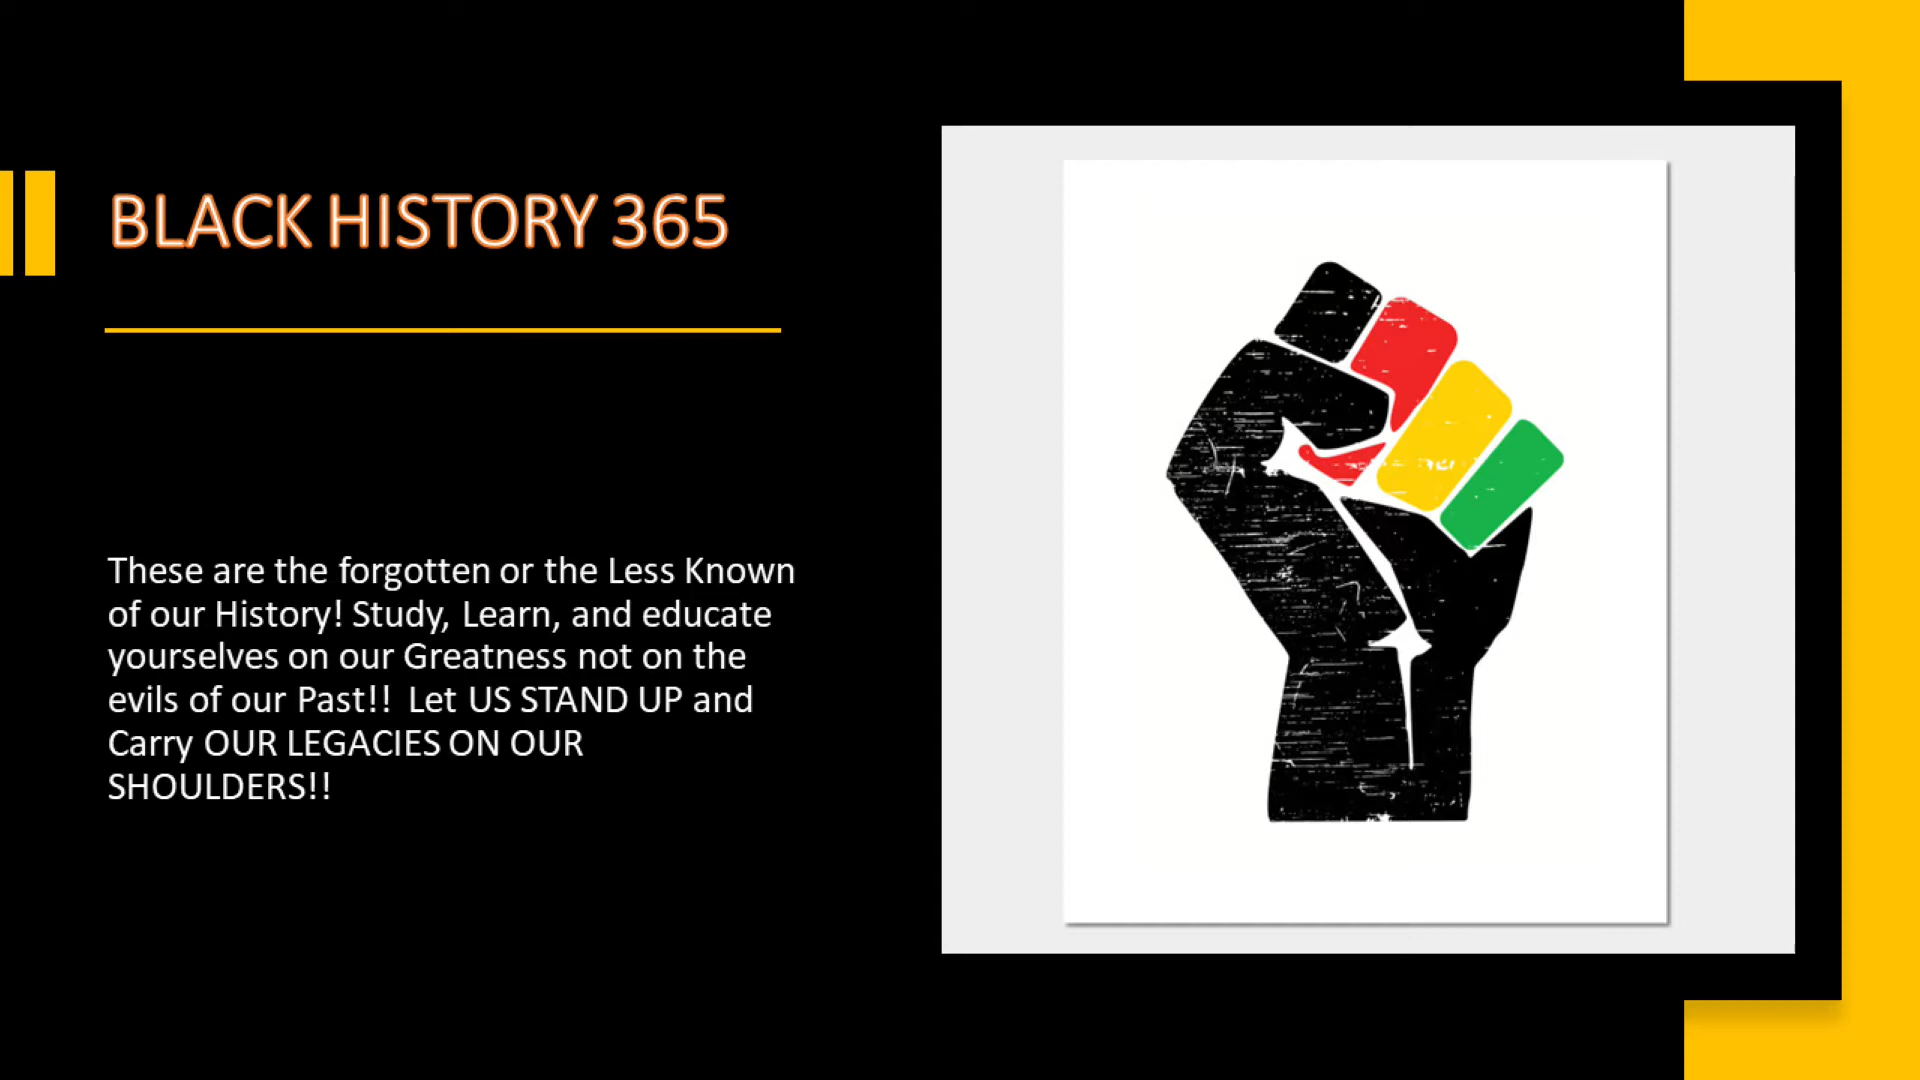 BLACK HISTORY 365
These are the forgotten or the Less Known
of our History! Study, Learn, and educate
yourselves on our Greatness not on the
evils of our Past!!  Let US STAND UP and
Carry OUR LEGACIES ON OUR
SHOULDERS!!